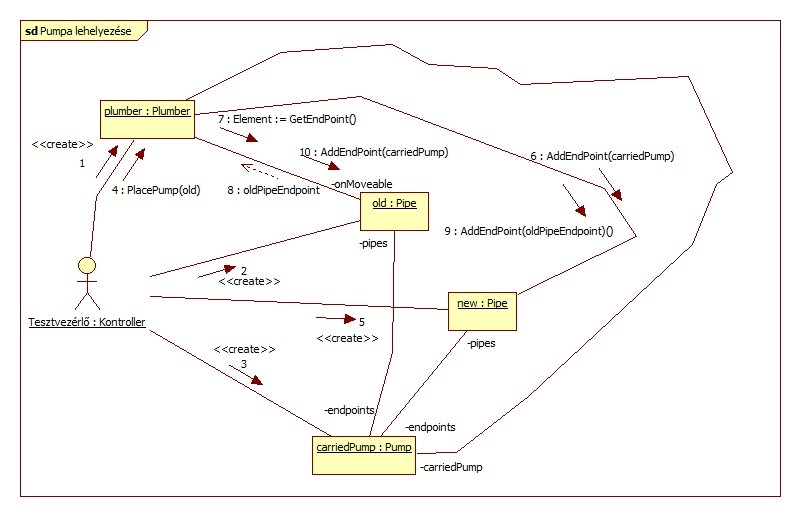 sd Pumpa lehelyezése
plumber : Plumber
7 : Element := GetEndPoint()
<<create>>
1
10 : AddEndPoint(carriedPump)
6 : AddEndPoint(carriedPump)
4 : PlacePump(old)
8 : oldPipeEndpoint
-onMoveable
old : Pipe
9 : AddEndPoint(oldPipeEndpoint)()
-pipes
2
<<create>>
new : Pipe
Tesztvezérlő : Kontroller
5
<<create>>
-pipes
<<create>>
3
-endpoints
-endpoints
carriedPump : Pump
-carriedPump